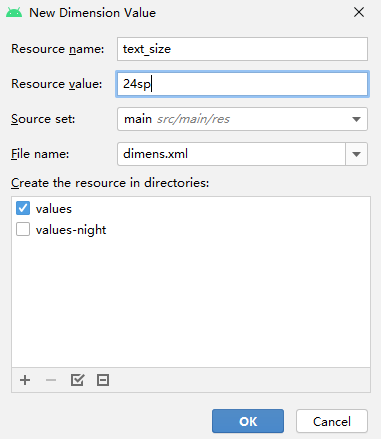 New Dimension Value
Resource name: text_size
Resource value: 24sp
Source set: main src/main/res
File name: dimens.xml
Create the resource in directories:
values
values-night
OK Cancel